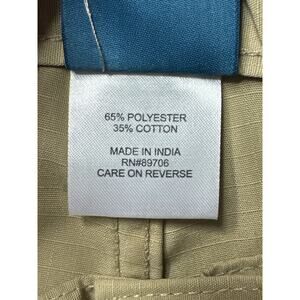 65% POLYESTER
35% COTTON
MADE IN INDIA
RN#89706
CARE ON REVERSE